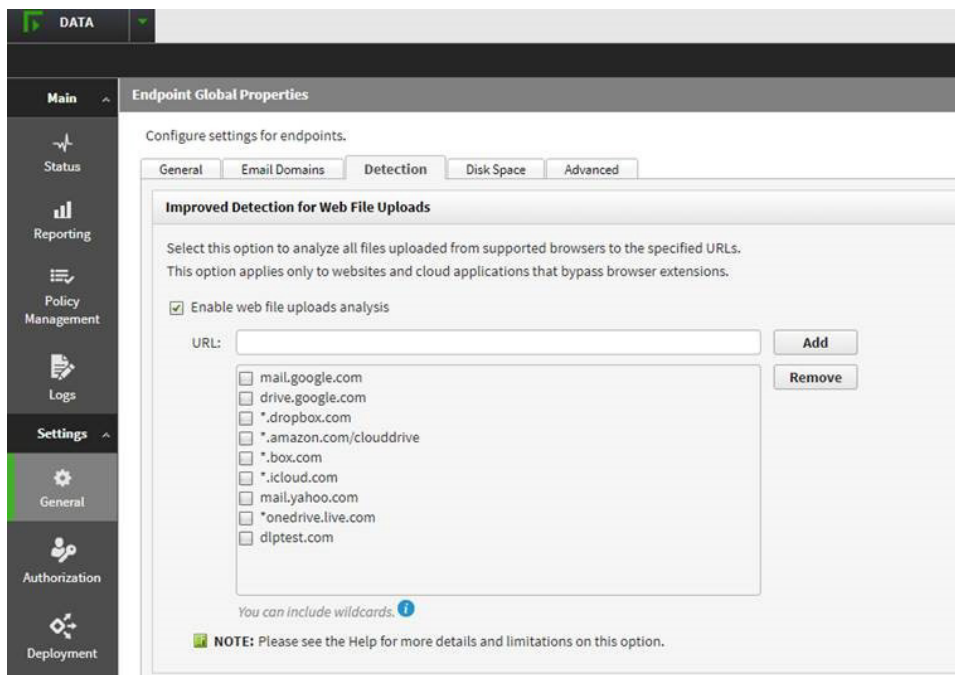 DATA
Main
Endpoint Global Properties
Status
Reporting
Policy
Management
Logs
Settings
General
Authorization
Deployment
Configure settings for endpoints.
General
Email Domains
Detection
Disk Space
Advanced
Improved Detection for Web File Uploads
Select this option to analyze all files uploaded from supported browsers to the specified URLs.
This option applies only to websites and cloud applications that bypass browser extensions.
Enable web file uploads analysis
URL:
Add
Remove
mail.google.com
drive.google.com
*.dropbox.com
*.amazon.com/clouddrive
*.box.com
*.icloud.com
mail.yahoo.com
*onedrive.live.com
dlptest.com
You can include wildcards.
NOTE: Please see the Help for more details and limitations on this option.